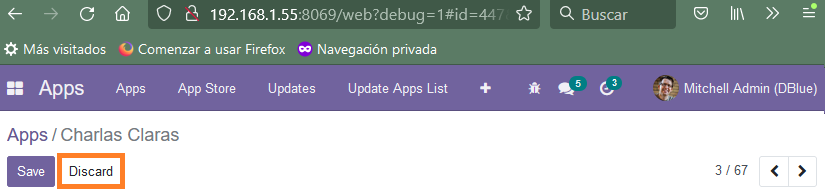 192.168.1.55:8069/web?debug=1#id=447
Buscar
Más visitados Comenzar a usar Firefox Navegación privada
Apps Apps App Store Updates Update Apps List 5 3 Mitchell Admin (DBlue)
Apps / Charlas Claras
Save Discard 3 / 67